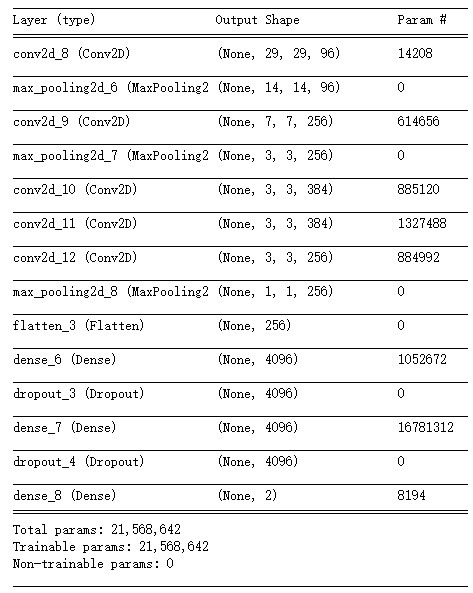 Layer (type) Output Shape Param #
conv2d_8 (Conv2D) (None, 29, 29, 96) 14208
max_pooling2d_6 (MaxPooling2 (None, 14, 14, 96) 0
conv2d_9 (Conv2D) (None, 7, 7, 256) 614656
max_pooling2d_7 (MaxPooling2 (None, 3, 3, 256) 0
conv2d_10 (Conv2D) (None, 3, 3, 384) 885120
conv2d_11 (Conv2D) (None, 3, 3, 384) 1327488
conv2d_12 (Conv2D) (None, 3, 3, 256) 884992
max_pooling2d_8 (MaxPooling2 (None, 1, 1, 256) 0
flatten_3 (Flatten) (None, 256) 0
dense_6 (Dense) (None, 4096) 1052672
dropout_3 (Dropout) (None, 4096) 0
dense_7 (Dense) (None, 4096) 16781312
dropout_4 (Dropout) (None, 4096) 0
dense_8 (Dense) (None, 2) 8194
Total params: 21,568,642
Trainable params: 21,568,642
Non-trainable params: 0